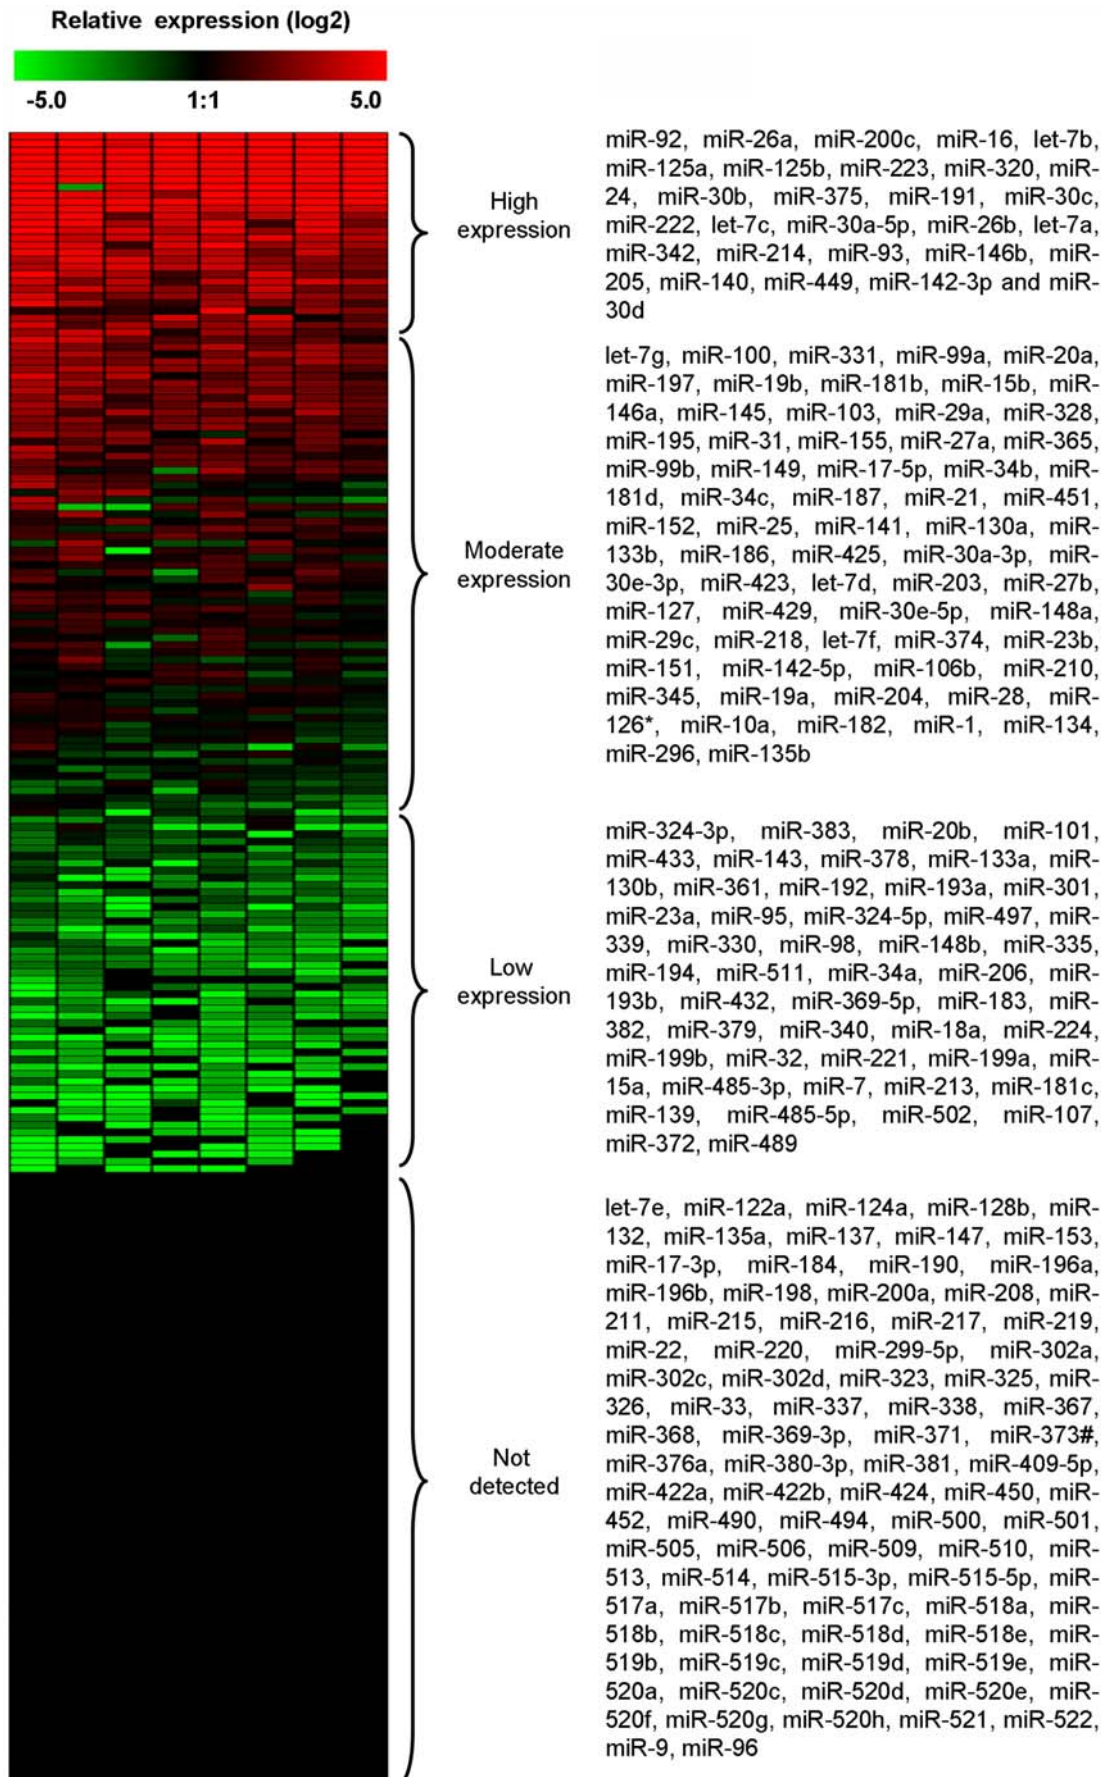 Relative expression (log2)
-5.0 1:1 5.0
High
expression
miR-92, miR-26a, miR-200c, miR-16, let-7b,
miR-125a, miR-125b, miR-223, miR-320, miR-
24, miR-30b, miR-375, miR-191, miR-30c,
miR-222, let-7c, miR-30a-5p, miR-26b, let-7a,
miR-342, miR-214, miR-93, miR-146b, miR-
205, miR-140, miR-449, miR-142-3p and miR-
30d
Moderate
expression
let-7g, miR-100, miR-331, miR-99a, miR-20a,
miR-197, miR-19b, miR-181b, miR-15b, miR-
146a, miR-145, miR-103, miR-29a, miR-328,
miR-195, miR-31, miR-155, miR-27a, miR-365,
miR-99b, miR-149, miR-17-5p, miR-34b, miR-
181d, miR-34c, miR-187, miR-21, miR-451,
miR-152, miR-25, miR-141, miR-130a, miR-
133b, miR-186, miR-425, miR-30a-3p, miR-
30e-3p, miR-423, let-7d, miR-203, miR-27b,
miR-127, miR-429, miR-30e-5p, miR-148a,
miR-29c, miR-218, let-7f, miR-374, miR-23b,
miR-151, miR-142-5p, miR-106b, miR-210,
miR-345, miR-19a, miR-204, miR-28, miR-
126*, miR-10a, miR-182, miR-1, miR-134,
miR-296, miR-135b
Low
expression
miR-324-3p, miR-383, miR-20b, miR-101,
miR-433, miR-143, miR-378, miR-133a, miR-
130b, miR-361, miR-192, miR-193a, miR-301,
miR-23a, miR-95, miR-324-5p, miR-497, miR-
339, miR-330, miR-98, miR-148b, miR-335,
miR-194, miR-511, miR-34a, miR-206, miR-
193b, miR-432, miR-369-5p, miR-183, miR-
382, miR-379, miR-340, miR-18a, miR-224,
miR-199b, miR-32, miR-221, miR-199a, miR-
15a, miR-485-3p, miR-7, miR-213, miR-181c,
miR-139, miR-485-5p, miR-502, miR-107,
miR-372, miR-489
Not
detected
let-7e, miR-122a, miR-124a, miR-128b, miR-
132, miR-135a, miR-137, miR-147, miR-153,
miR-17-3p, miR-184, miR-190, miR-196a,
miR-196b, miR-198, miR-200a, miR-208, miR-
211, miR-215, miR-216, miR-217, miR-219,
miR-22, miR-220, miR-299-5p, miR-302a,
miR-302c, miR-302d, miR-323, miR-325, miR-
326, miR-33, miR-337, miR-338, miR-367,
miR-368, miR-369-3p, miR-371, miR-373#,
miR-376a, miR-380-3p, miR-381, miR-409-5p,
miR-422a, miR-422b, miR-424, miR-450, miR-
452, miR-490, miR-494, miR-500, miR-501,
miR-505, miR-506, miR-509, miR-510, miR-
513, miR-514, miR-515-3p, miR-515-5p, miR-
517a, miR-517b, miR-517c, miR-518a, miR-
518b, miR-518c, miR-518d, miR-518e, miR-
519b, miR-519c, miR-519d, miR-519e, miR-
520a, miR-520c, miR-520d, miR-520e, miR-
520f, miR-520g, miR-520h, miR-521, miR-522,
miR-9, miR-96